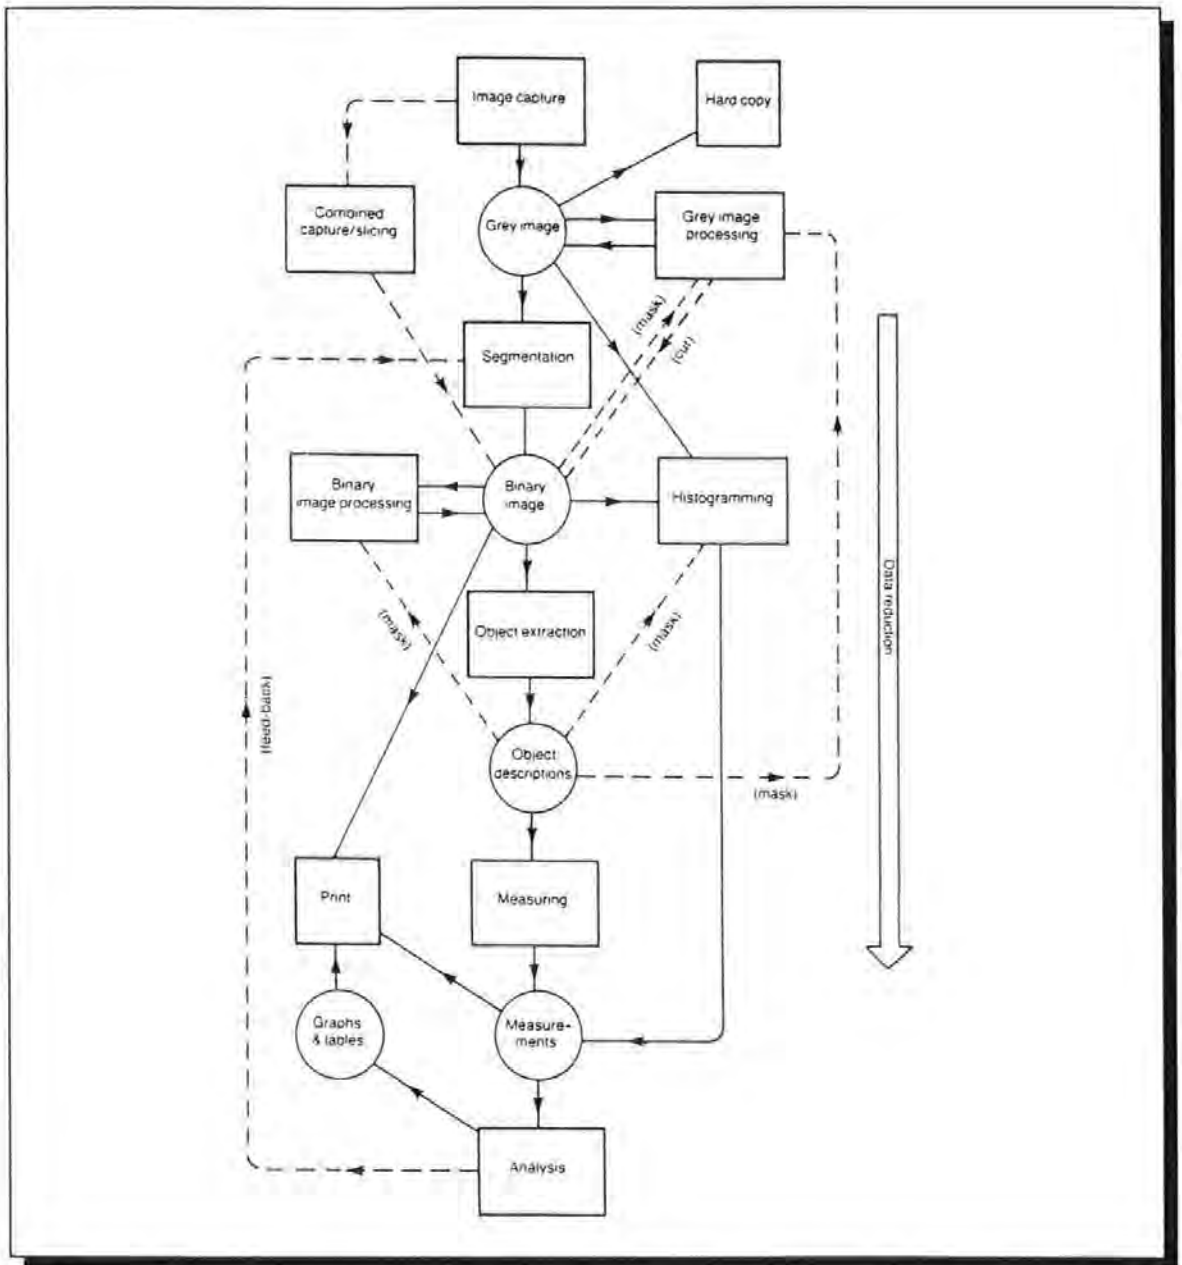 Image capture
Hard copy
Combined
capture/slicing
Grey image
Grey image
processing
(mask)
(cut)
Segmentation
Binary
image processing
Binary
image
Histogramming
Data reduction
(mask)
Object extraction
(mask)
(feed-back)
Object
descriptions
(mask)
Print
Measuring
Graphs
& tables
Measure-
ments
Analysis